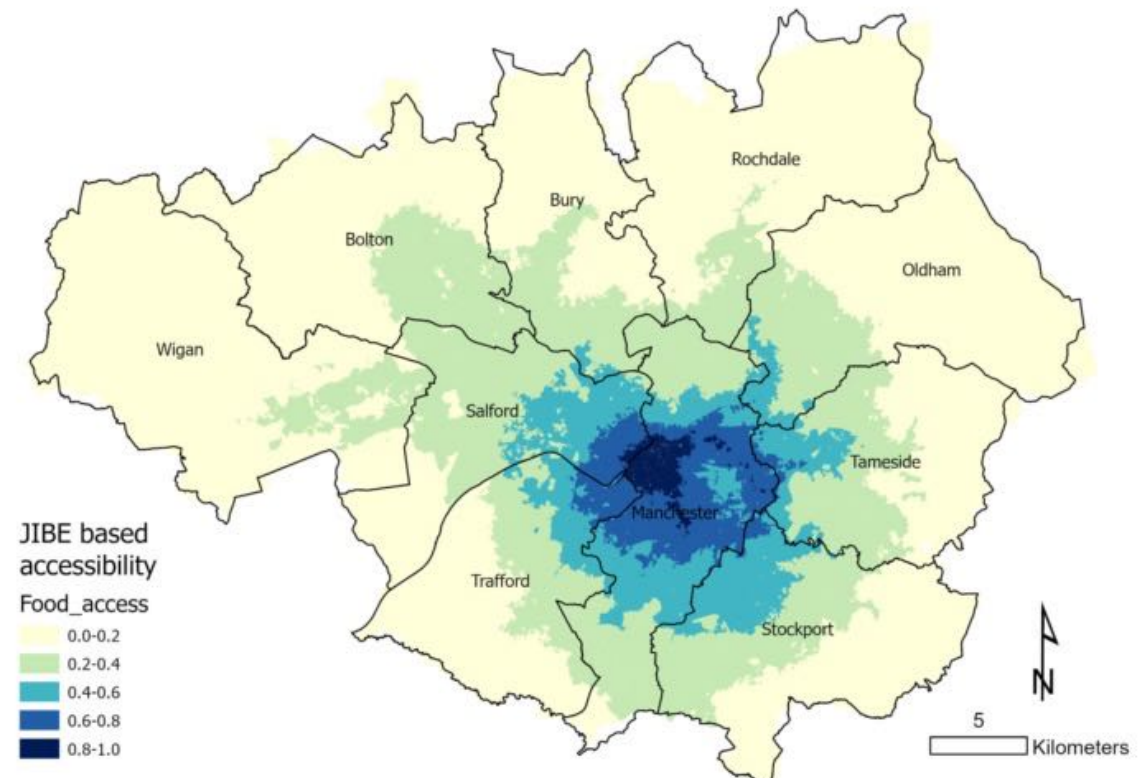 Rochdale
Bury
Bolton
Oldham
Wigan
Salford
Tameside
Manchester
Trafford
Stockport
JIBE based
accessibility
Food_access
0.0-0.2
0.2-0.4
0.4-0.6
0.6-0.8
0.8-1.0
N
5
Kilometers